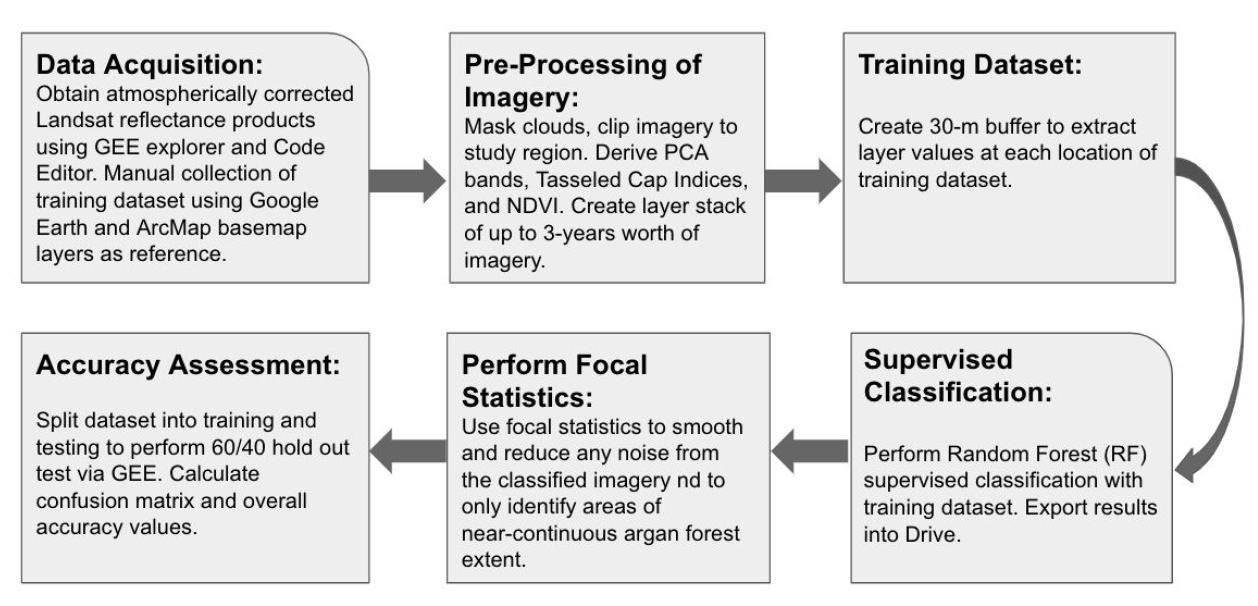 Data Acquisition:
Obtain atmospherically corrected
Landsat reflectance products
using GEE explorer and Code
Editor. Manual collection of
training dataset using Google
Earth and ArcMap basemap
layers as reference.
Pre-Processing of
Imagery:
Mask clouds, clip imagery to
study region. Derive PCA
bands, Tasseled Cap Indices,
and NDVI. Create layer stack
of up to 3-years worth of
imagery.
Training Dataset:
Create 30-m buffer to extract
layer values at each location of
training dataset.
Supervised
Classification:
Perform Random Forest (RF)
supervised classification with
training dataset. Export results
into Drive.
Perform Focal
Statistics:
Use focal statistics to smooth
and reduce any noise from
the classified imagery nd to
only identify areas of
near-continuous argan forest
extent.
Accuracy Assessment:
Split dataset into training and
testing to perform 60/40 hold out
test via GEE. Calculate
confusion matrix and overall
accuracy values.